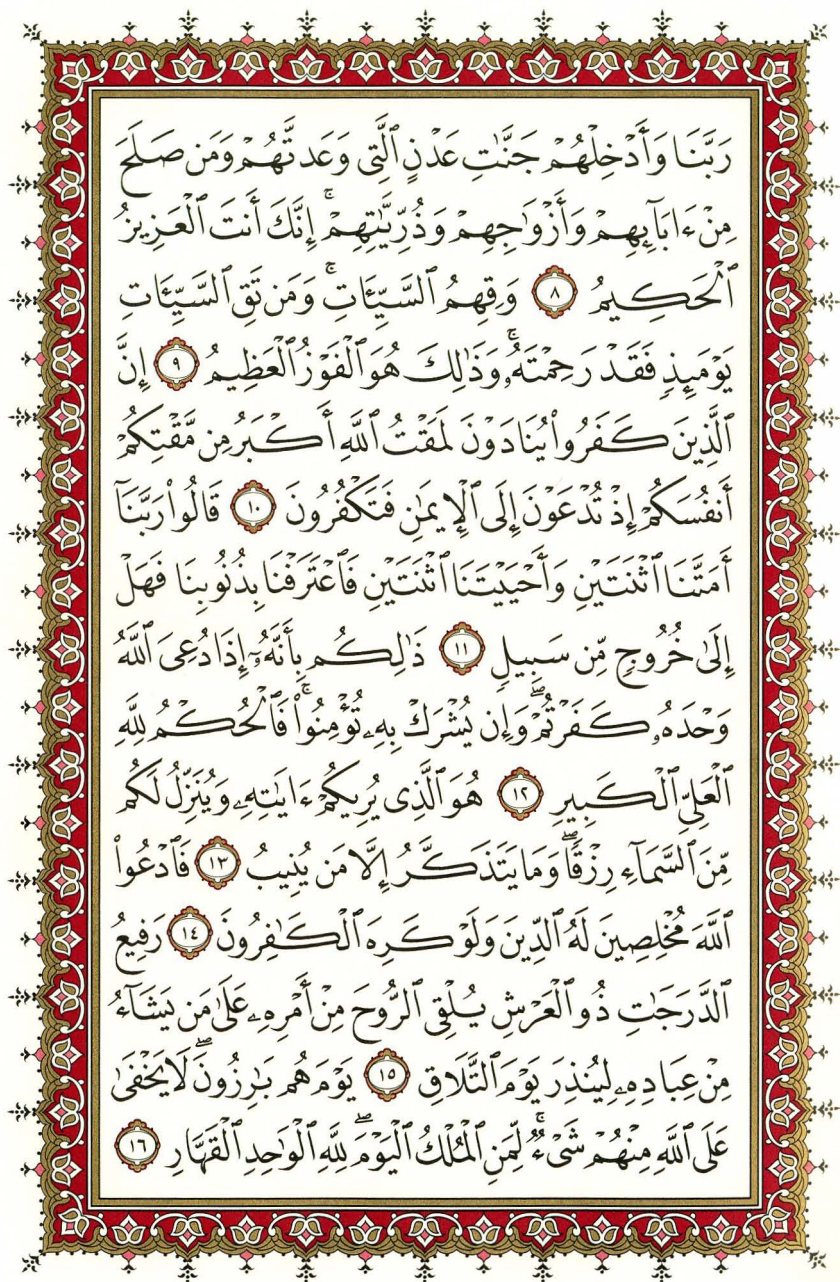 رَبَّنَا وَأَدْخِلْهُمْ جَنَّٰتِ عَدْنٍ ٱلَّتِى وَعَدتَّهُمْ وَمَن صَلَحَ
مِنْ ءَابَآئِهِمْ وَأَزْوَٰجِهِمْ وَذُرِّيَّٰتِهِمْ ۚ إِنَّكَ أَنتَ ٱلْعَزِيزُ
ٱلْحَكِيمُ ٨ وَقِهِمُ ٱلسَّيِّـَٔاتِ ۚ وَمَن تَقِ ٱلسَّيِّـَٔاتِ
يَوْمَئِذٍ فَقَدْ رَحِمْتَهُۥ ۚ وَذَٰلِكَ هُوَ ٱلْفَوْزُ ٱلْعَظِيمُ ٩ إِنَّ
ٱلَّذِينَ كَفَرُوا۟ يُنَادَوْنَ لَمَقْتُ ٱللَّهِ أَكْبَرُ مِن مَّقْتِكُمْ
أَنفُسَكُمْ إِذْ تُدْعَوْنَ إِلَى ٱلْإِيمَٰنِ فَتَكْفُرُونَ ١٠ قَالُوا۟ رَبَّنَآ
أَمَتَّنَا ٱثْنَتَيْنِ وَأَحْيَيْتَنَا ٱثْنَتَيْنِ فَٱعْتَرَفْنَا بِذُنُوبِنَا فَهَلْ
إِلَىٰ خُرُوجٍ مِّن سَبِيلٍ ١١ ذَٰلِكُم بِأَنَّهُۥٓ إِذَا دُعِىَ ٱللَّهُ
وَحْدَهُۥ كَفَرْتُمْ ۖ وَإِن يُشْرَكْ بِهِۦ تُؤْمِنُوا۟ ۚ فَٱلْحُكْمُ لِلَّهِ
ٱلْعَلِىِّ ٱلْكَبِيرِ ١٢ هُوَ ٱلَّذِى يُرِيكُمْ ءَايَٰتِهِۦ وَيُنَزِّلُ لَكُم
مِّنَ ٱلسَّمَآءِ رِزْقًا ۚ وَمَا يَتَذَكَّرُ إِلَّا مَن يُنِيبُ ١٣ فَٱدْعُوا۟
ٱللَّهَ مُخْلِصِينَ لَهُ ٱلدِّينَ وَلَوْ كَرِهَ ٱلْكَٰفِرُونَ ١٤ رَفِيعُ
ٱلدَّرَجَٰتِ ذُو ٱلْعَرْشِ يُلْقِى ٱلرُّوحَ مِنْ أَمْرِهِۦ عَلَىٰ مَن يَشَآءُ
مِنْ عِبَادِهِۦ لِيُنذِرَ يَوْمَ ٱلتَّلَاقِ ١٥ يَوْمَ هُم بَٰرِزُونَ ۖ لَا يَخْفَىٰ
عَلَى ٱللَّهِ مِنْهُمْ شَىْءٌ ۚ لِّمَنِ ٱلْمُلْكُ ٱلْيَوْمَ ۖ لِلَّهِ ٱلْوَٰحِدِ ٱلْقَهَّارِ ١٦